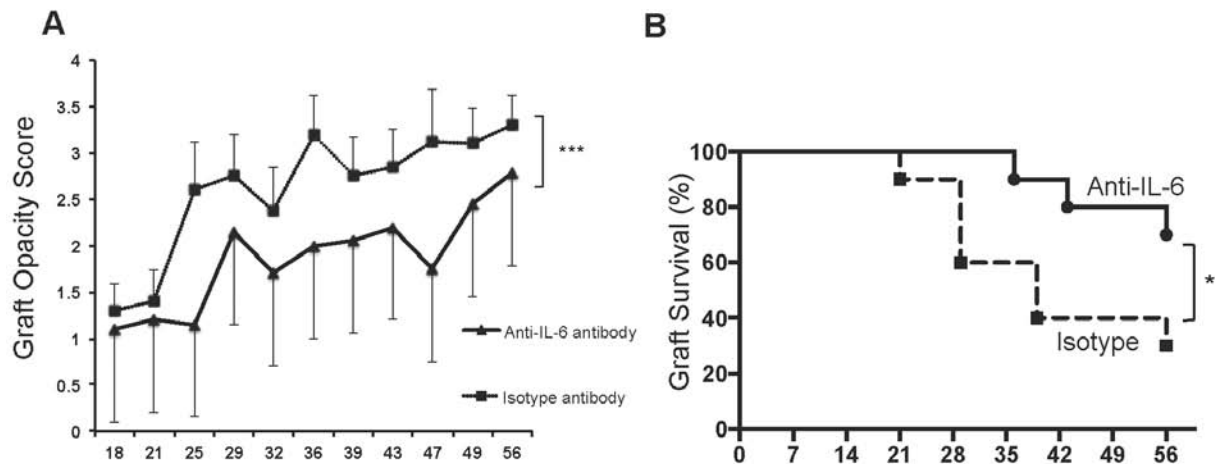 A
Graft Opacity Score
4
3.5
3
2.5
2
1.5
1
0.5
0
***
Anti-IL-6 antibody
Isotype antibody
18 21 25 29 32 36 39 43 47 49 56
B
Graft Survival (%)
100
80
60
40
20
0
Anti-IL-6
*
Isotype
0 7 14 21 28 35 42 49 56